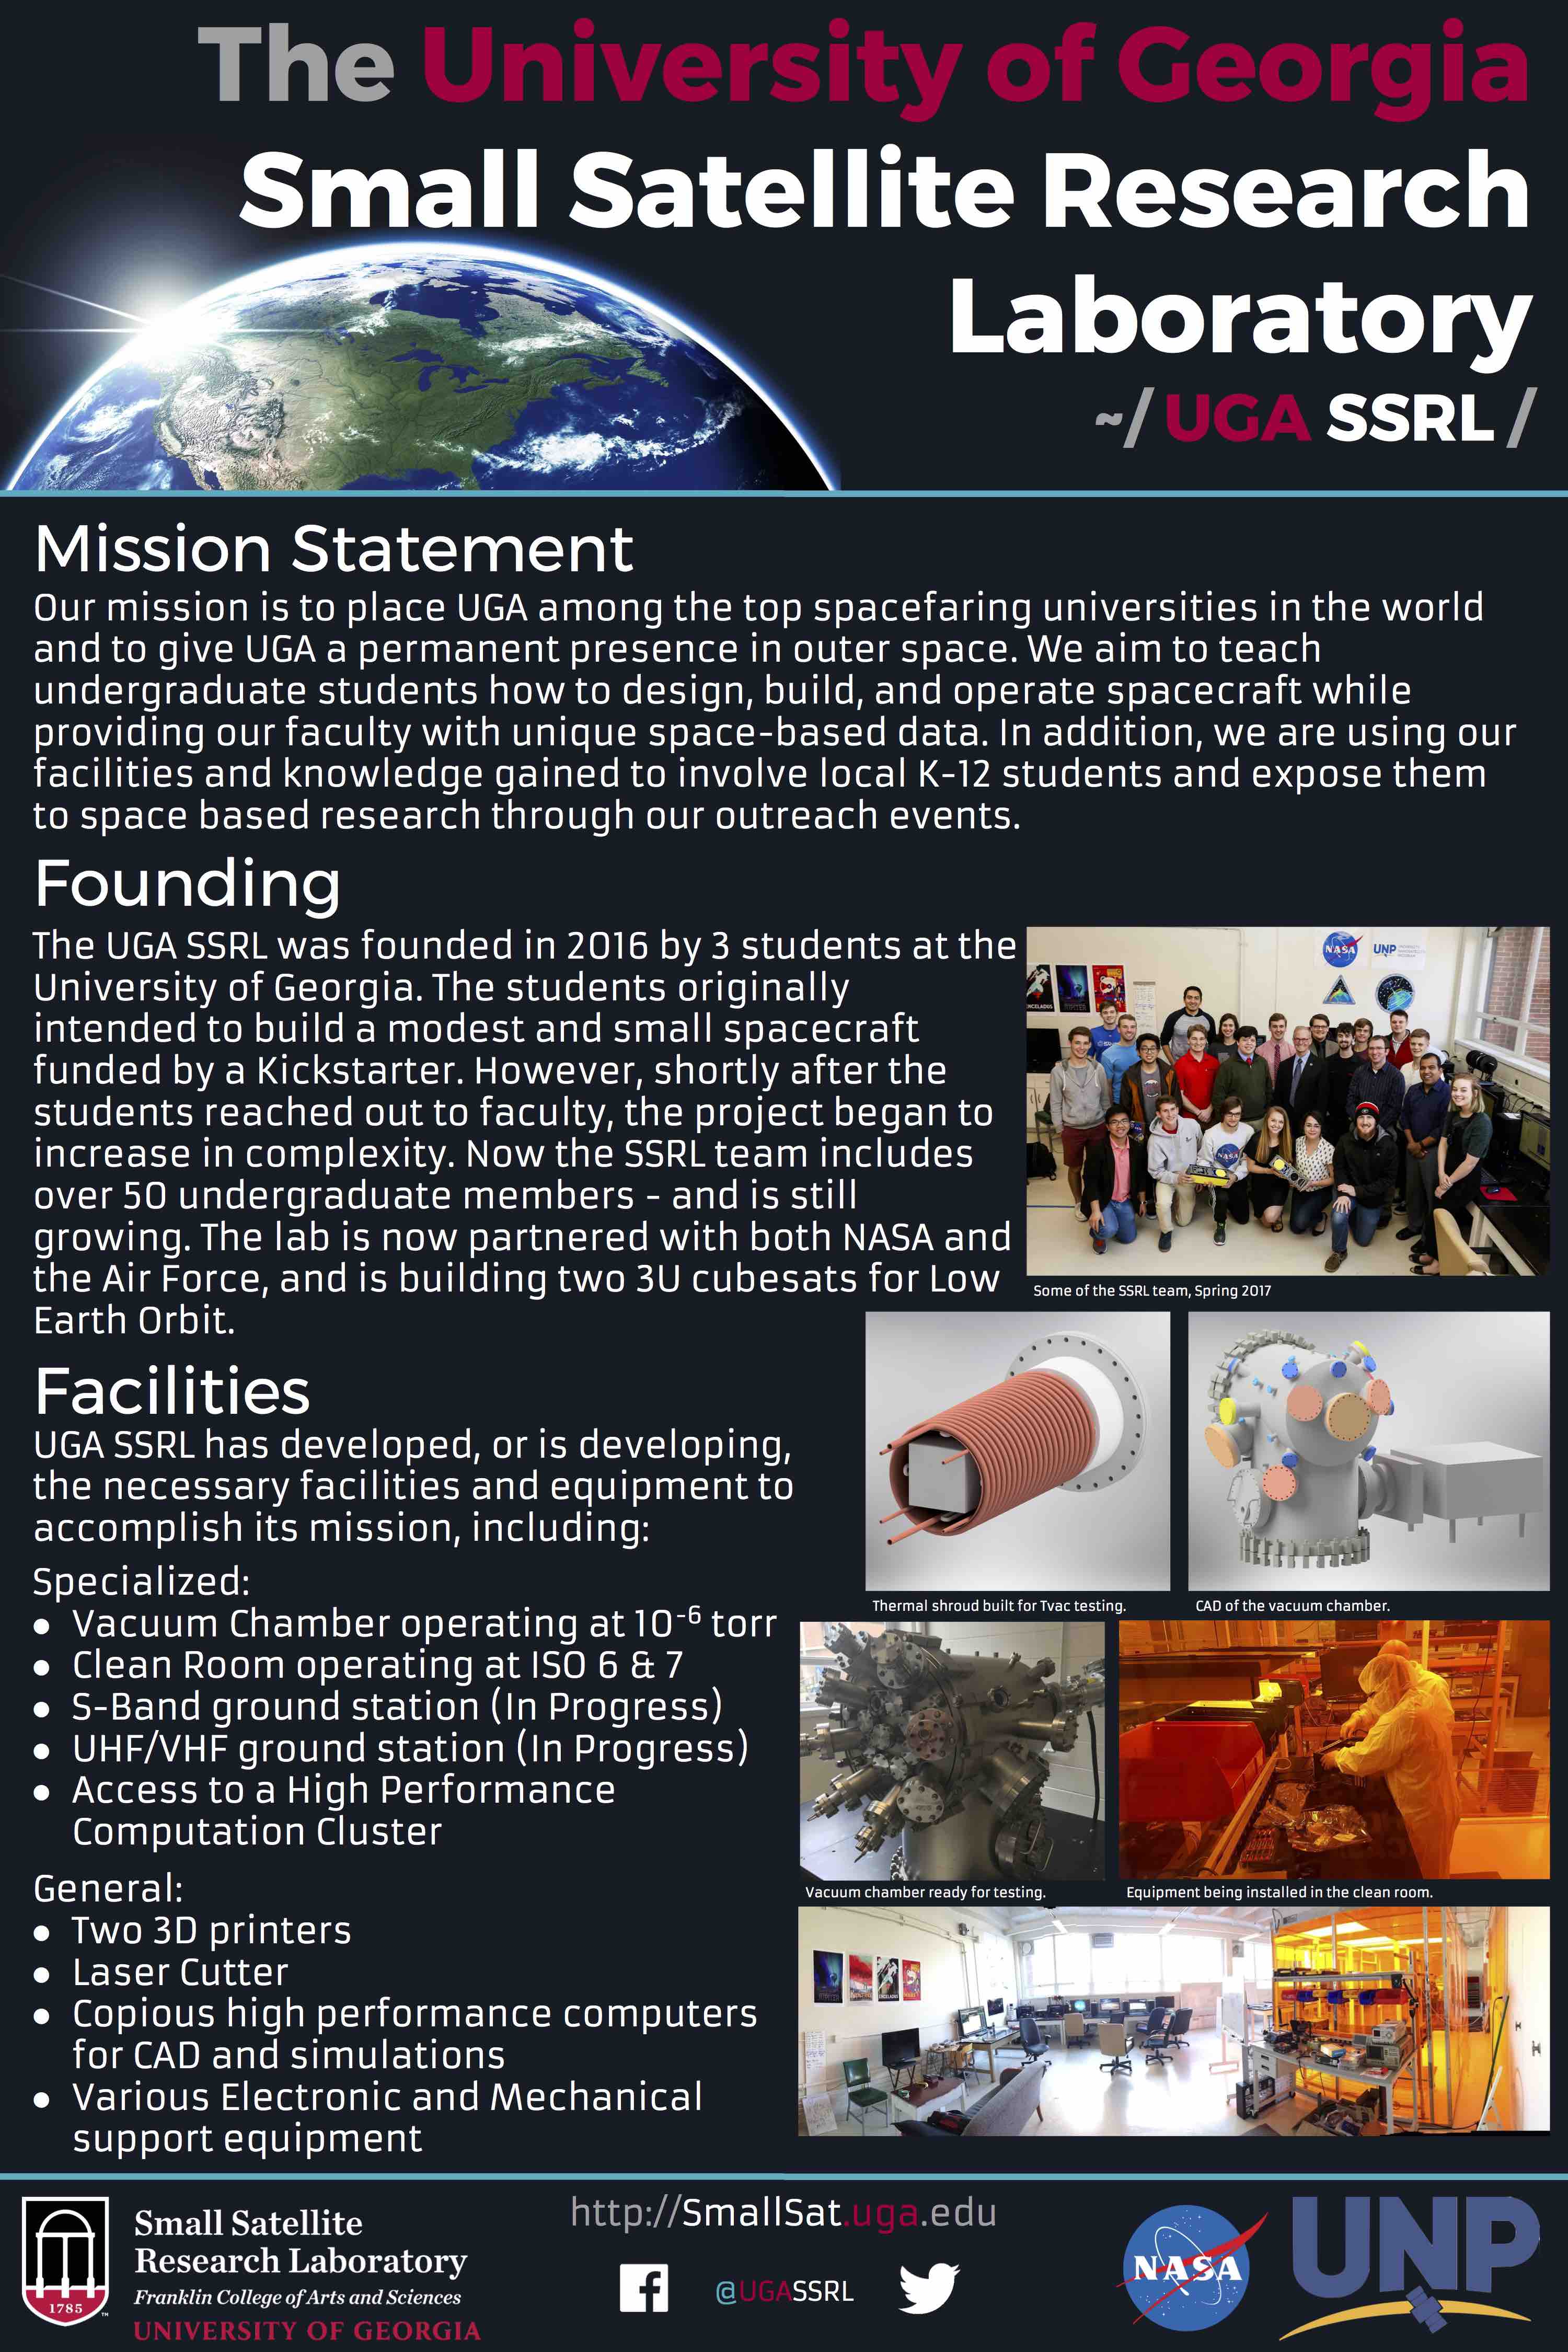 The University of Georgia
Small Satellite Research
Laboratory
~/ UGA SSRL /
Mission Statement
Our mission is to place UGA among the top spacefaring universities in the world
and to give UGA a permanent presence in outer space. We aim to teach
undergraduate students how to design, build, and operate spacecraft while
providing our faculty with unique space-based data. In addition, we are using our
facilities and knowledge gained to involve local K-12 students and expose them
to space based research through our outreach events.
Founding
The UGA SSRL was founded in 2016 by 3 students at the
University of Georgia. The students originally
intended to build a modest and small spacecraft
funded by a Kickstarter. However, shortly after the
students reached out to faculty, the project began to
increase in complexity. Now the SSRL team includes
over 50 undergraduate members - and is still
growing. The lab is now partnered with both NASA and
the Air Force, and is building two 3U cubesats for Low
Earth Orbit.
NASA
UNP
ENCELADUS
NASA
Some of the SSRL team, Spring 2017
Facilities
UGA SSRL has developed, or is developing,
the necessary facilities and equipment to
accomplish its mission, including:
Specialized:
● Vacuum Chamber operating at 10⁻⁶ torr
● Clean Room operating at ISO 6 & 7
● S-Band ground station (In Progress)
● UHF/VHF ground station (In Progress)
● Access to a High Performance
Computation Cluster
General:
● Two 3D printers
● Laser Cutter
● Copious high performance computers
for CAD and simulations
● Various Electronic and Mechanical
support equipment
Thermal shroud built for Tvac testing.
CAD of the vacuum chamber.
Vacuum chamber ready for testing.
Equipment being installed in the clean room.
ENCELADUS
1785
TM
Small Satellite
Research Laboratory
Franklin College of Arts and Sciences
UNIVERSITY OF GEORGIA
http://SmallSat.uga.edu
@UGASSRL
NASA
UNP